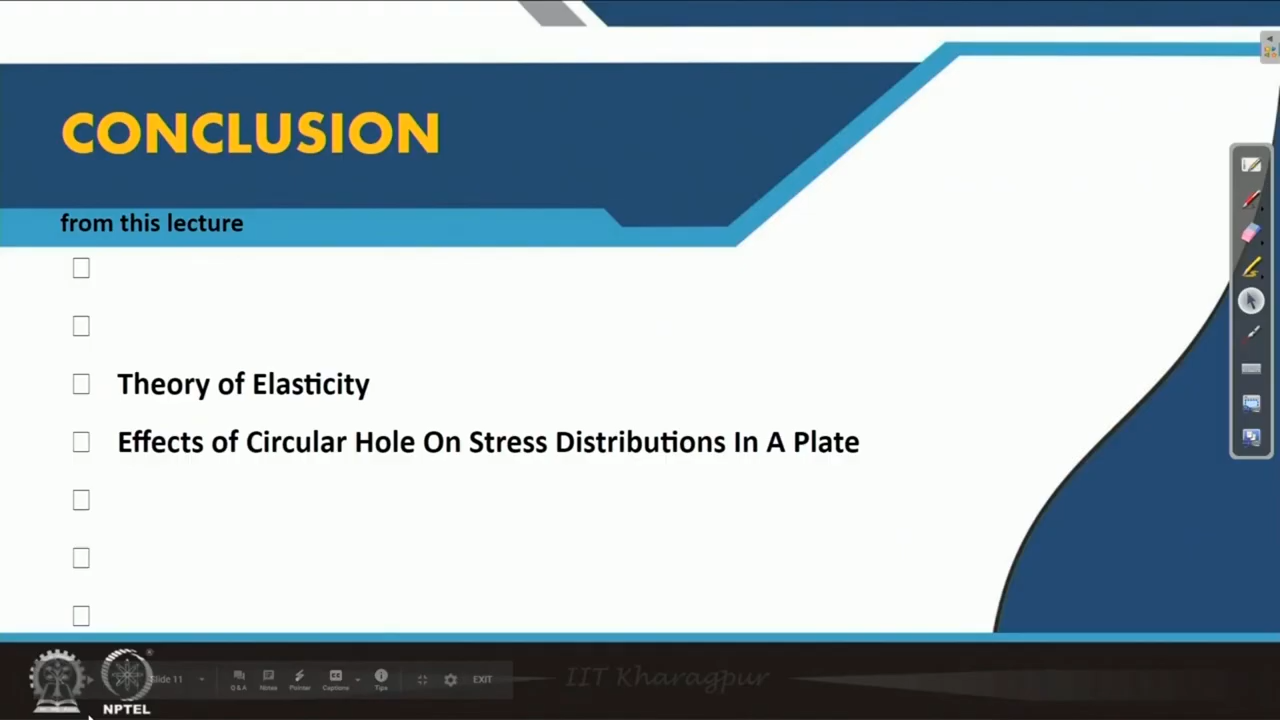 CONCLUSION
from this lecture
Theory of Elasticity
Effects of Circular Hole On Stress Distributions In A Plate
Slide 11
Q & A
Notes
Pointer
Captions
Tips
EXIT
IIT Kharagpur
NPTEL